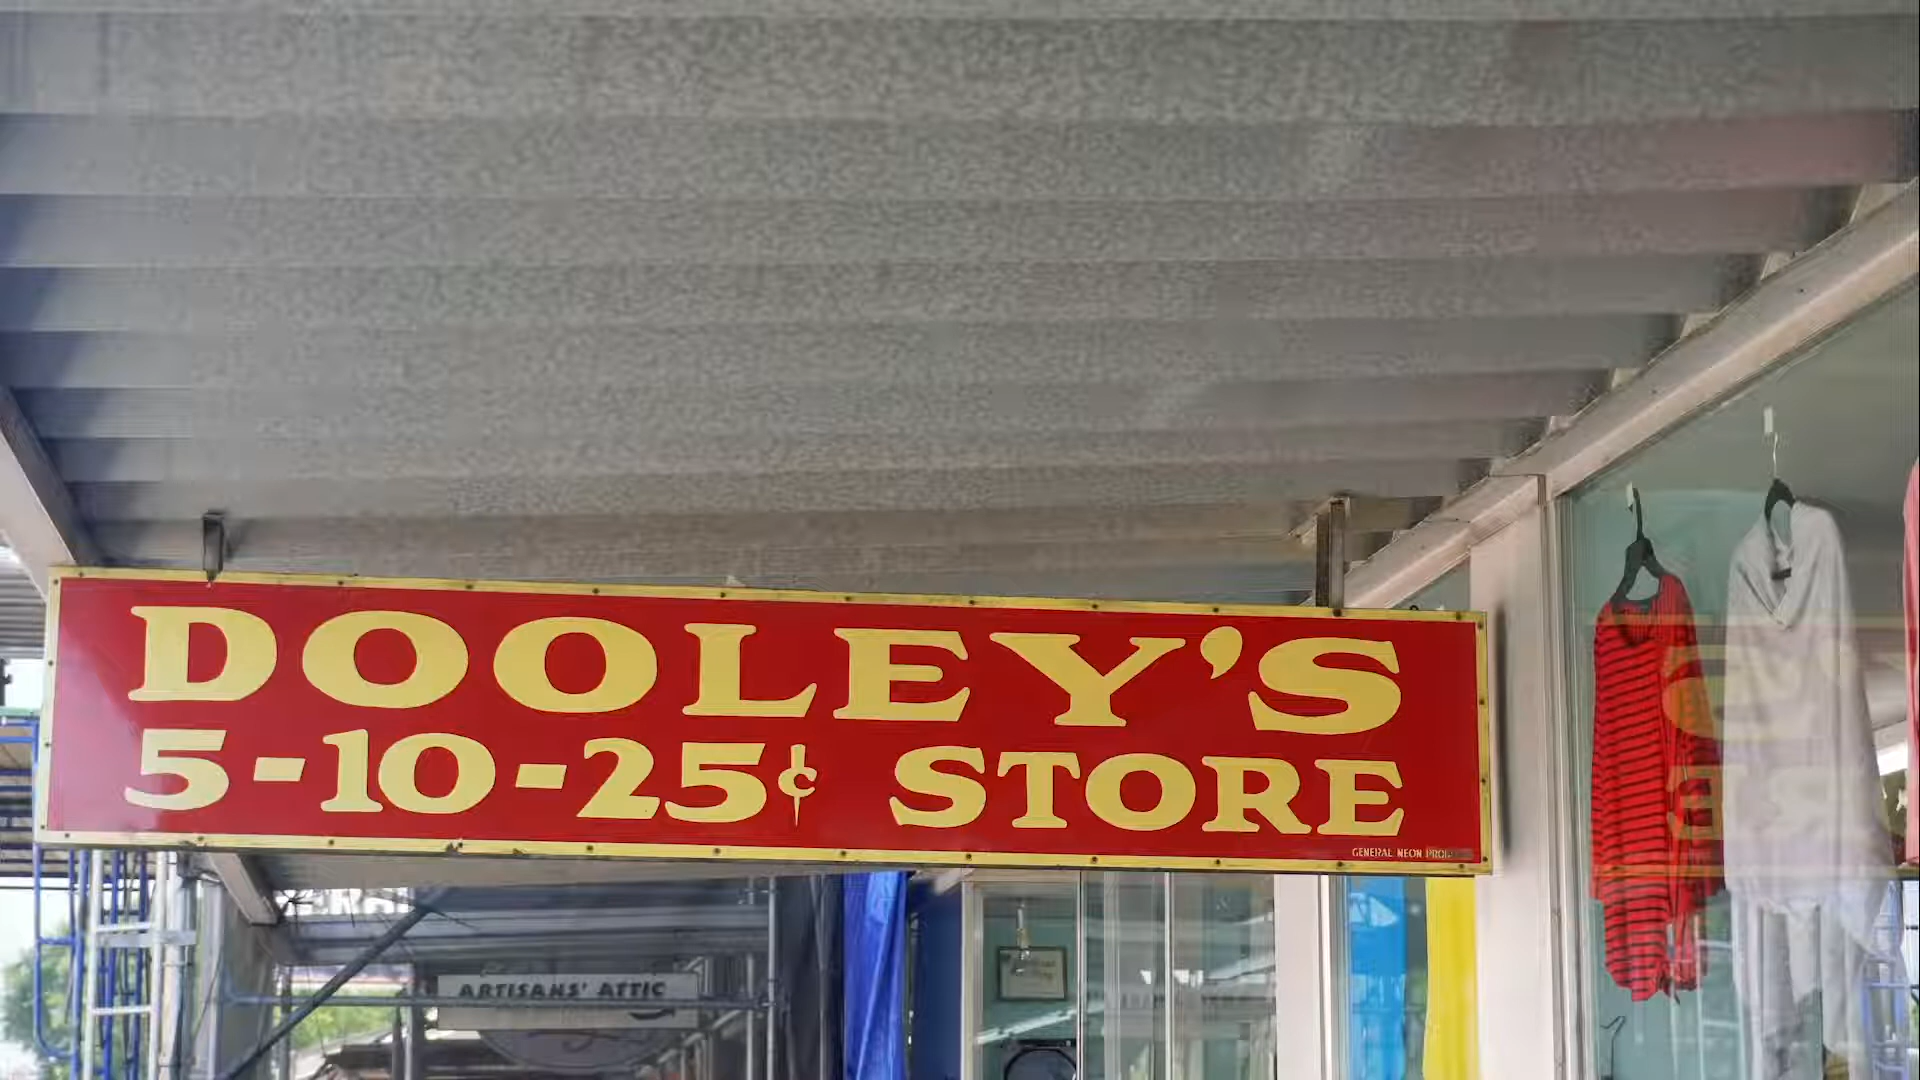 DOOLEY'S
5-10-25¢ STORE
GENERAL NEON
ARTISANS' ATTIC